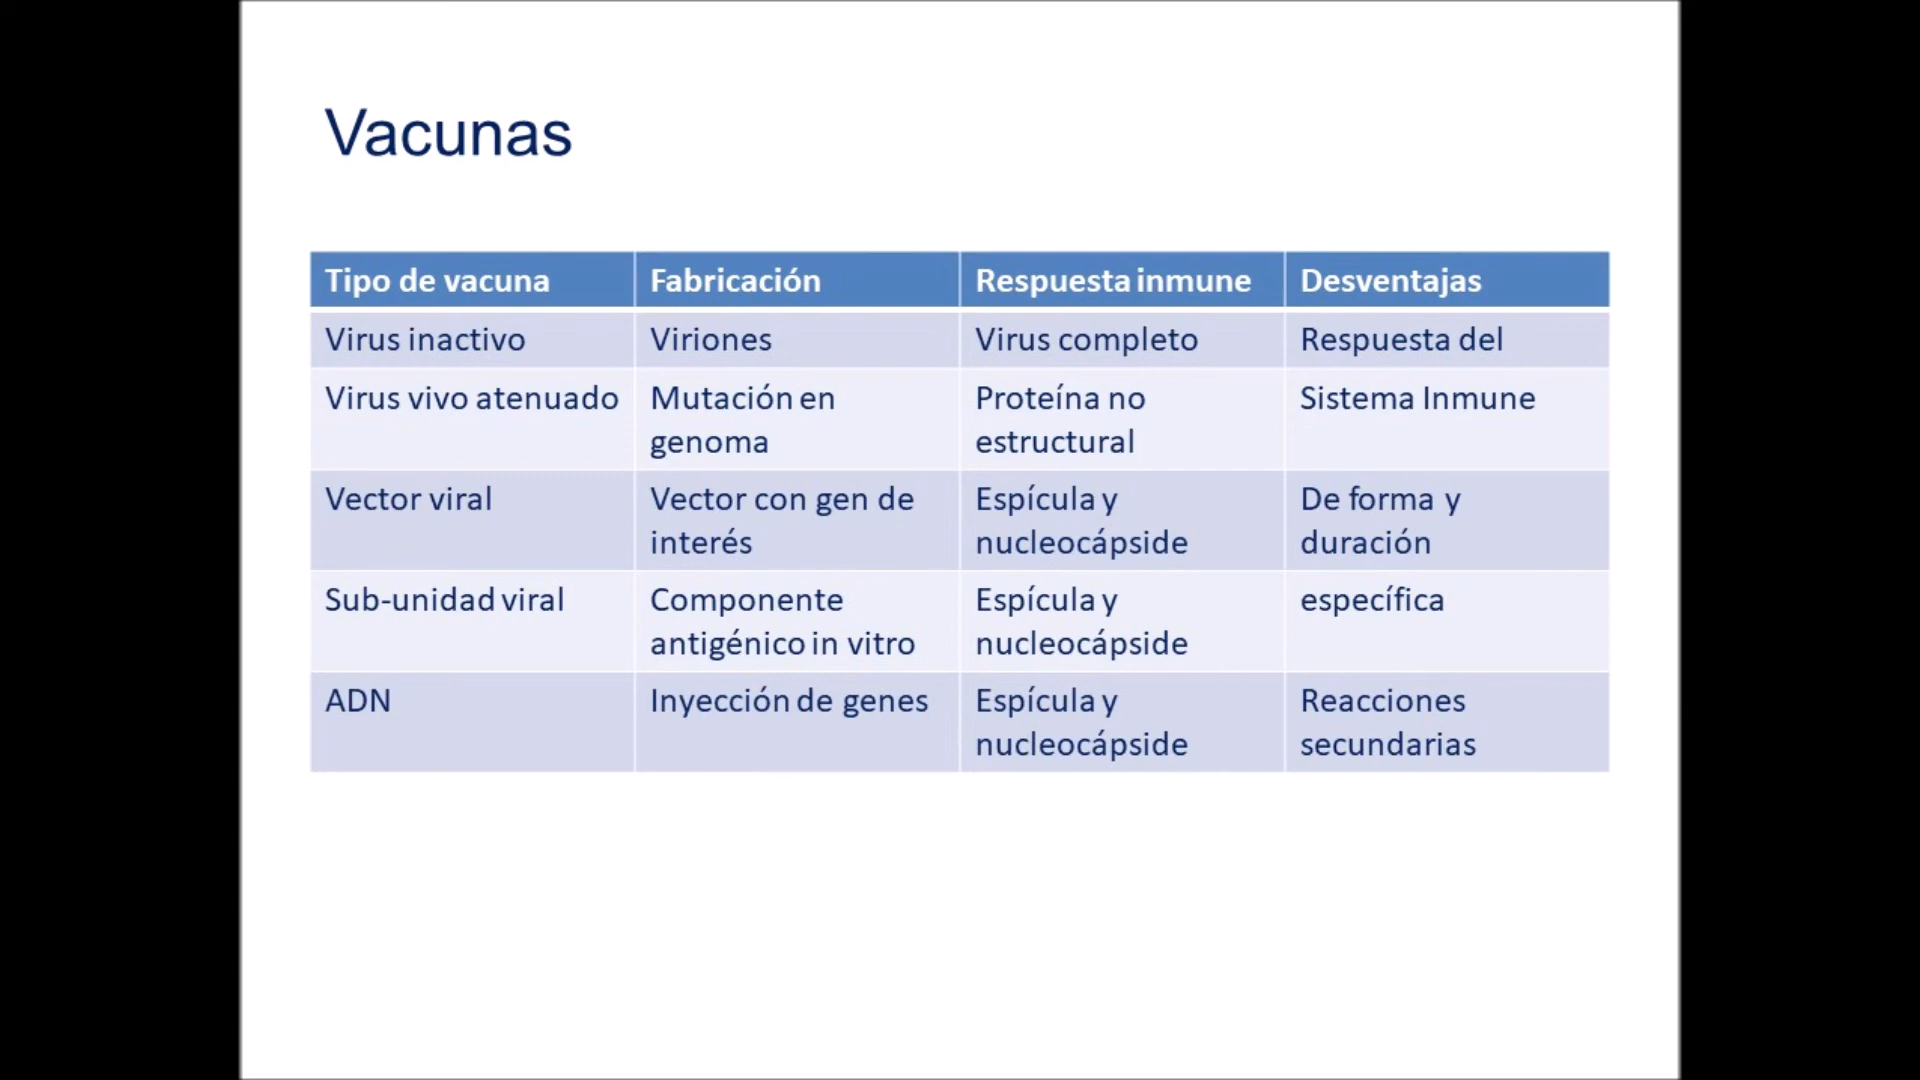 Vacunas
Tipo de vacuna Fabricación Respuesta inmune Desventajas
Virus inactivo Viriones Virus completo Respuesta del
Virus vivo atenuado Mutación en Proteína no Sistema Inmune
genoma estructural
Vector viral Vector con gen de Espícula y De forma y
interés nucleocápside duración
Sub-unidad viral Componente Espícula y específica
antigénico in vitro nucleocápside
ADN Inyección de genes Espícula y Reacciones
nucleocápside secundarias